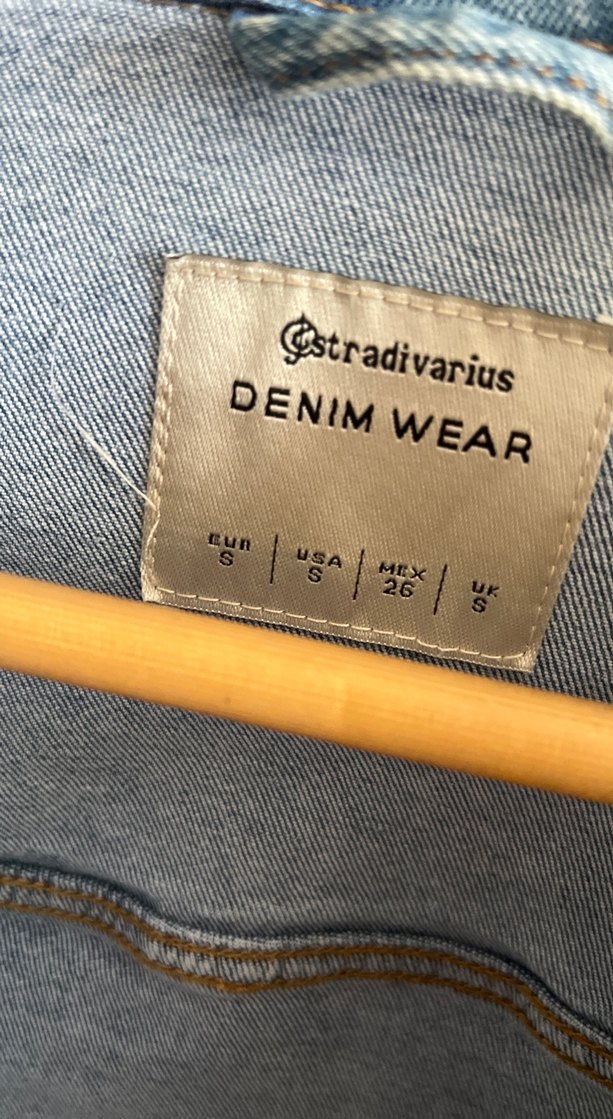 stradivarius
DENIM WEAR
EUR | USA | MEX | UK
S | S | 26 | S